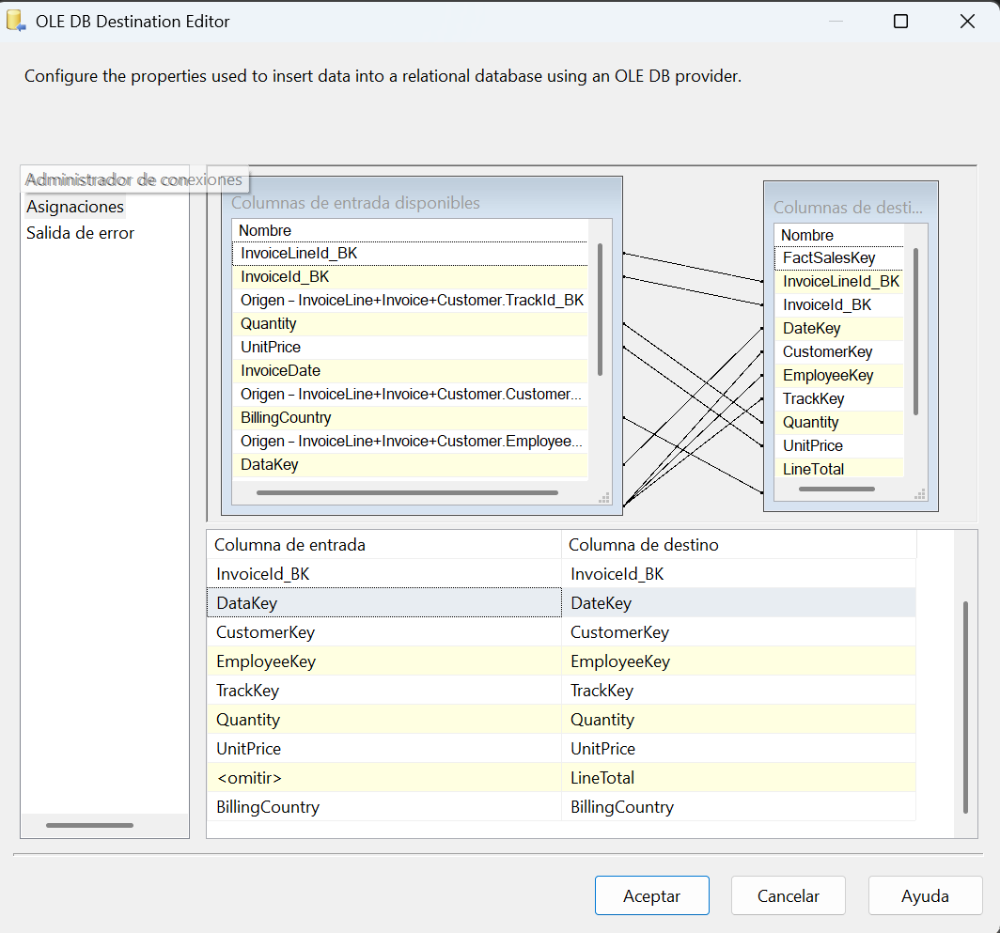 OLE DB Destination Editor
Configure the properties used to insert data into a relational database using an OLE DB provider.
Administrador de conexiones
Asignaciones
Salida de error
Columnas de entrada disponibles
Nombre
InvoiceLineId_BK
InvoiceId_BK
Origen - InvoiceLine+Invoice+Customer.TrackId_BK
Quantity
UnitPrice
InvoiceDate
Origen - InvoiceLine+Invoice+Customer.Customer...
BillingCountry
Origen - InvoiceLine+Invoice+Customer.Employee...
DataKey
Columnas de desti...
Nombre
FactSalesKey
InvoiceLineId_BK
InvoiceId_BK
DateKey
CustomerKey
EmployeeKey
TrackKey
Quantity
UnitPrice
LineTotal
Columna de entrada Columna de destino
InvoiceId_BK InvoiceId_BK
DataKey DateKey
CustomerKey CustomerKey
EmployeeKey EmployeeKey
TrackKey TrackKey
Quantity Quantity
UnitPrice UnitPrice
<omitir> LineTotal
BillingCountry BillingCountry
Aceptar Cancelar Ayuda